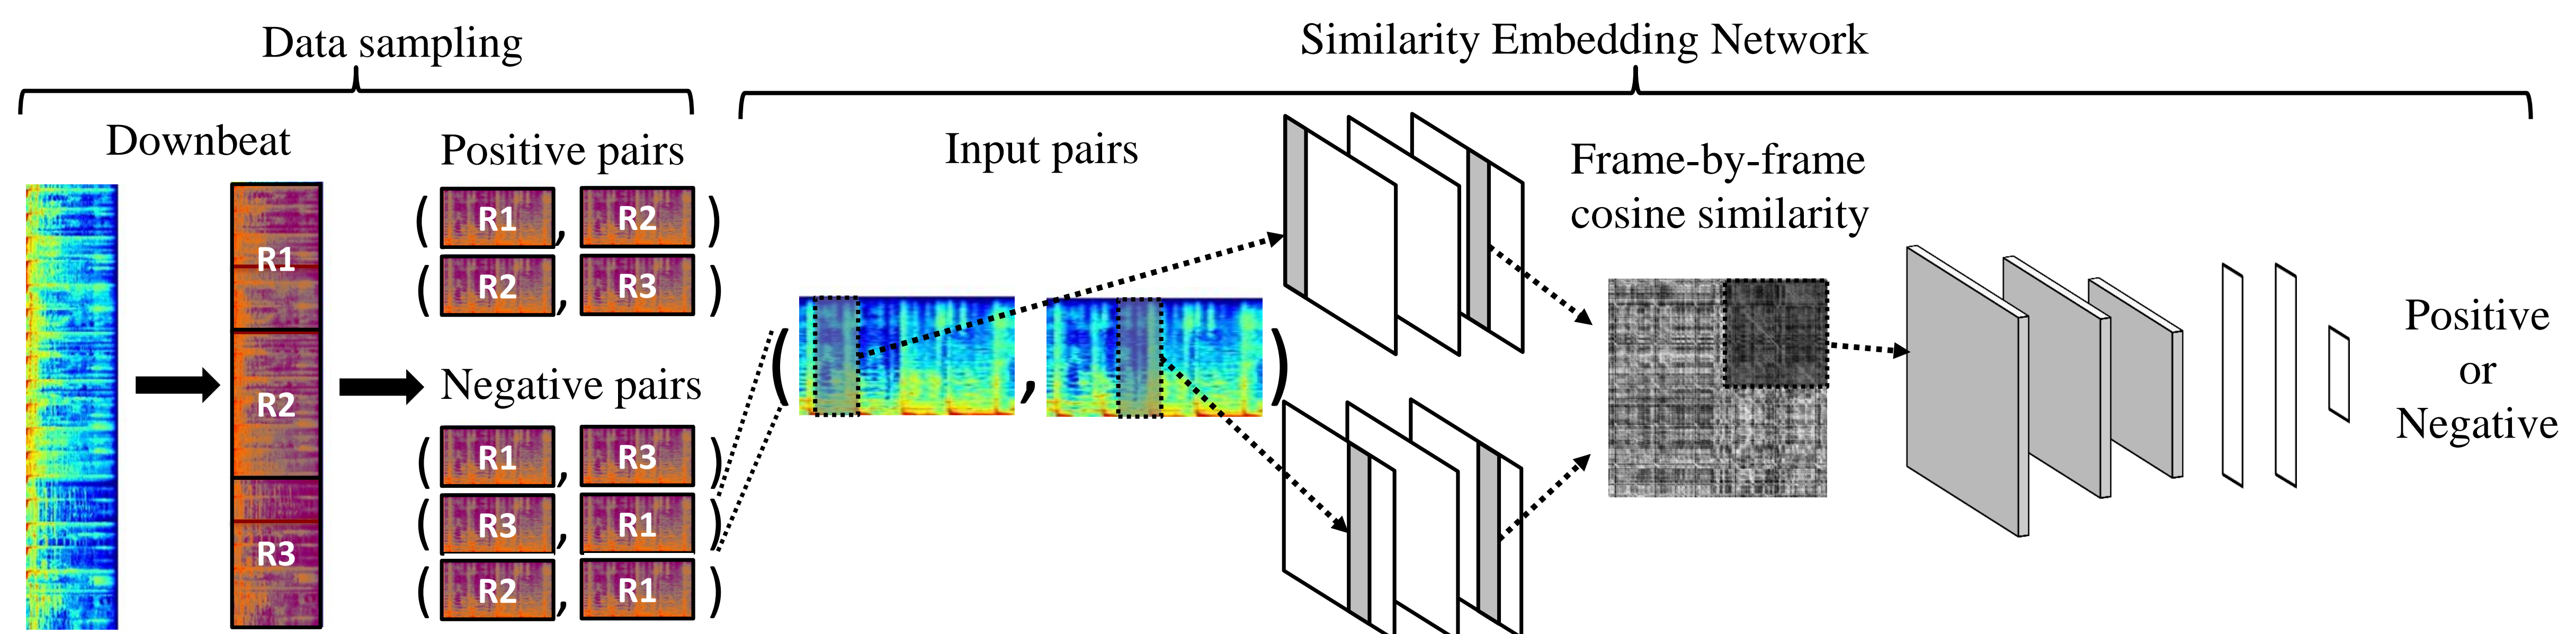 Data sampling
Similarity Embedding Network
Downbeat
R1
R2
R3
Positive pairs
( R1 , R2 )
( R2 , R3 )
Negative pairs
( R1 , R3 )
( R3 , R1 )
( R2 , R1 )
Input pairs
( , )
Frame-by-frame
cosine similarity
Positive
or
Negative